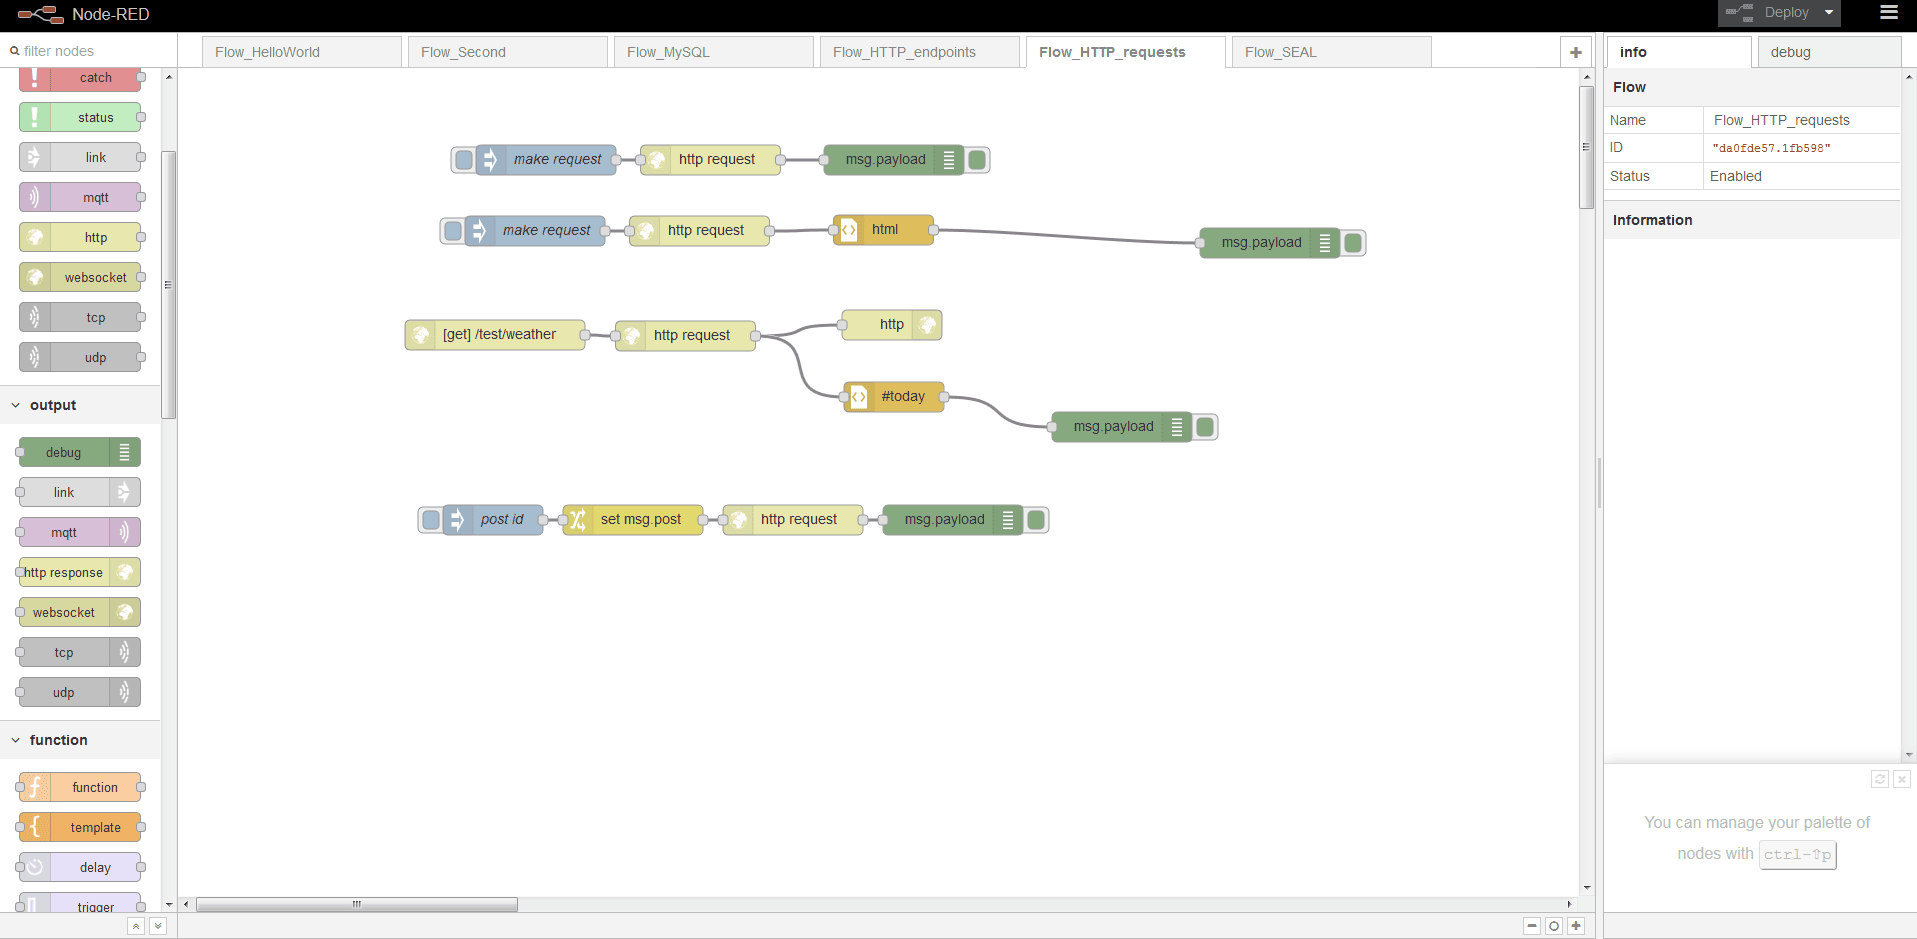 Node-RED
Deploy
filter nodes
Flow_HelloWorld
Flow_Second
Flow_MySQL
Flow_HTTP_endpoints
Flow_HTTP_requests
Flow_SEAL
info
debug
catch
status
link
mqtt
http
websocket
tcp
udp
output
debug
link
mqtt
http response
websocket
tcp
udp
function
function
template
delay
trigger
make request
http request
msg.payload
make request
http request
html
msg.payload
[get] /test/weather
http request
http
#today
msg.payload
post id
set msg.post
http request
msg.payload
Flow
Name Flow_HTTP_requests
ID "da0fde57.1fb598"
Status Enabled
Information
You can manage your palette of
nodes with ctrl-⇧p